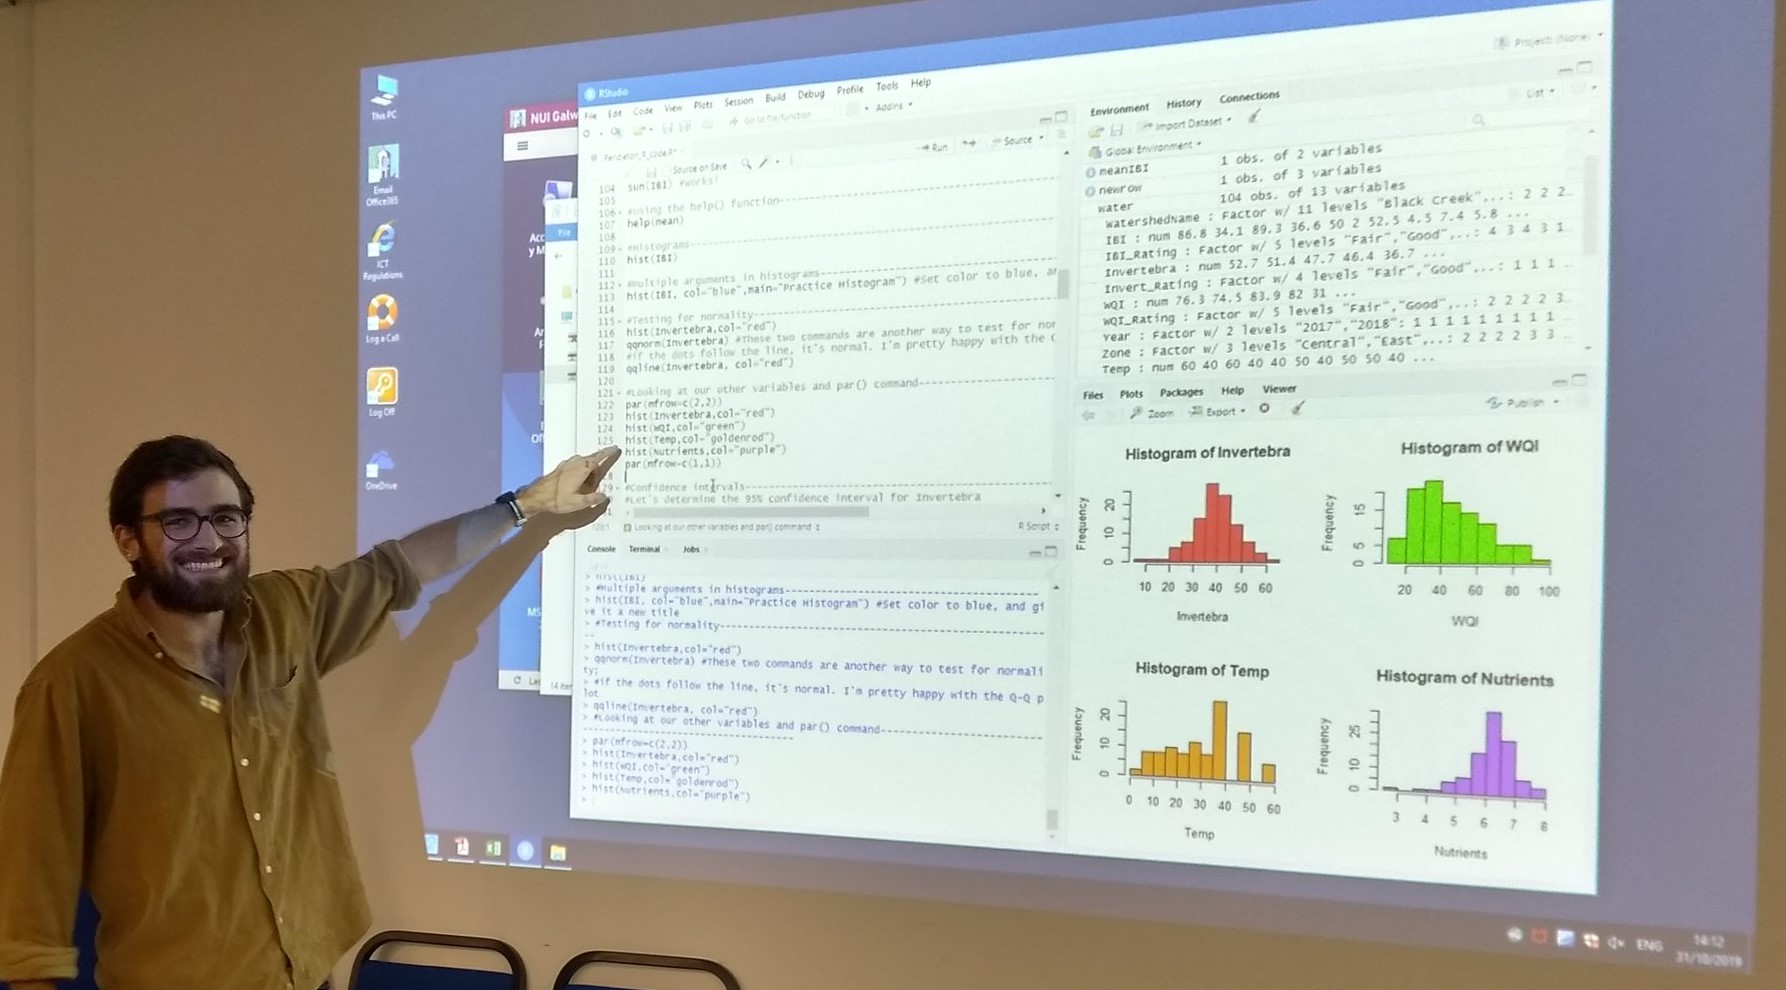 This PC
Email
Office365
ICT
Regulations
Log a Call
Log Off
OneDrive
NUI Galw
File
14 iter
RStudio
File Edit Code View Plots Session Build Debug Profile Tools Help
Go to file/function
Addins
Pendleton_R_code.R*
Source on Save
Run
Source
104 sum(IBI) #works!
105
106 #Using the help() function
107 help(mean)
108
109 #Histograms
110 hist(IBI)
111
112 #Multiple arguments in histograms
113 hist(IBI, col="blue",main="Practice Histogram") #Set color to blue, a
114
115 #Testing for normality
116 hist(Invertebra,col="red")
117 qqnorm(Invertebra) #These two commands are another way to test for nor
118 #if the dots follow the line, it's normal. I'm pretty happy with the
119 qqline(Invertebra, col="red")
120
121 #Looking at our other variables and par() command
122 par(mfrow=c(2,2))
123 hist(Invertebra,col="red")
124 hist(WQI,col="green")
125 hist(Temp,col="goldenrod")
hist(Nutrients,col="purple")
par(mfrow=c(1,1))
28
29 #Confidence intervals
#Let's determine the 95% confidence interval for Invertebra
Looking at our other variables and par() command
R Script
Console Terminal Jobs
> hist(IBI)
> #Multiple arguments in histograms
> hist(IBI, col="blue",main="Practice Histogram") #Set color to blue, and gi
ve it a new title
> #Testing for normality
--
> hist(Invertebra,col="red")
> qqnorm(Invertebra) #These two commands are another way to test for normali
ty;
> #if the dots follow the line, it's normal. I'm pretty happy with the Q-Q p
lot
> qqline(Invertebra, col="red")
> #Looking at our other variables and par() command
> par(mfrow=c(2,2))
> hist(Invertebra,col="red")
> hist(WQI,col="green")
> hist(Temp,col="goldenrod")
> hist(Nutrients,col="purple")
>
Project: (None)
Environment History Connections
Import Dataset
List
Global Environment
meanIBI 1 obs. of 2 variables
newrow 1 obs. of 3 variables
water 104 obs. of 13 variables
WatershedName : Factor w/ 11 levels "Black Creek",..: 2 2 2
IBI : num 86.8 34.1 89.3 36.6 50 2 52.5 4.5 7.4 5.8 ...
IBI_Rating : Factor w/ 5 levels "Fair","Good",..: 4 3 4 3 1
Invertebra : num 52.7 51.4 47.7 46.4 36.7 ...
Invert_Rating : Factor w/ 4 levels "Fair","Good",..: 1 1 1
WQI : num 76.3 74.5 83.9 82 31 ...
WQI_Rating : Factor w/ 5 levels "Fair","Good",..: 2 2 2 2 3
Year : Factor w/ 2 levels "2017","2018": 1 1 1 1 1 1 1 1 1
Zone : Factor w/ 3 levels "Central","East",..: 2 2 2 2 3 3
Temp : num 60 40 60 40 40 50 40 50 50 40 ...
Files Plots Packages Help Viewer
Zoom Export Publish
Histogram of Invertebra
Frequency
0 10 20
10 20 30 40 50 60
Invertebra
Histogram of WQI
Frequency
0 5 15
20 40 60 80 100
WQI
Histogram of Temp
Frequency
0 10 20
0 10 20 30 40 50 60
Temp
Histogram of Nutrients
Frequency
0 10 25
3 4 5 6 7 8
Nutrients
ENG
14:12
31/10/2019